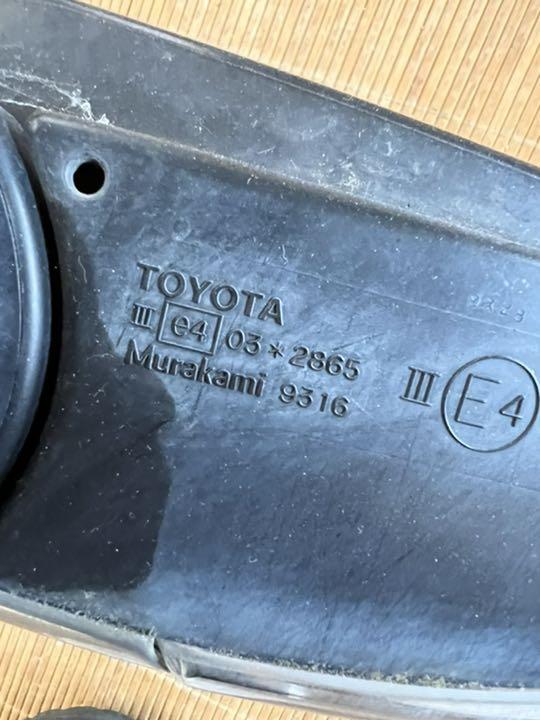 TOYOTA
III e4 03*2865
Murakami 9316
III E4